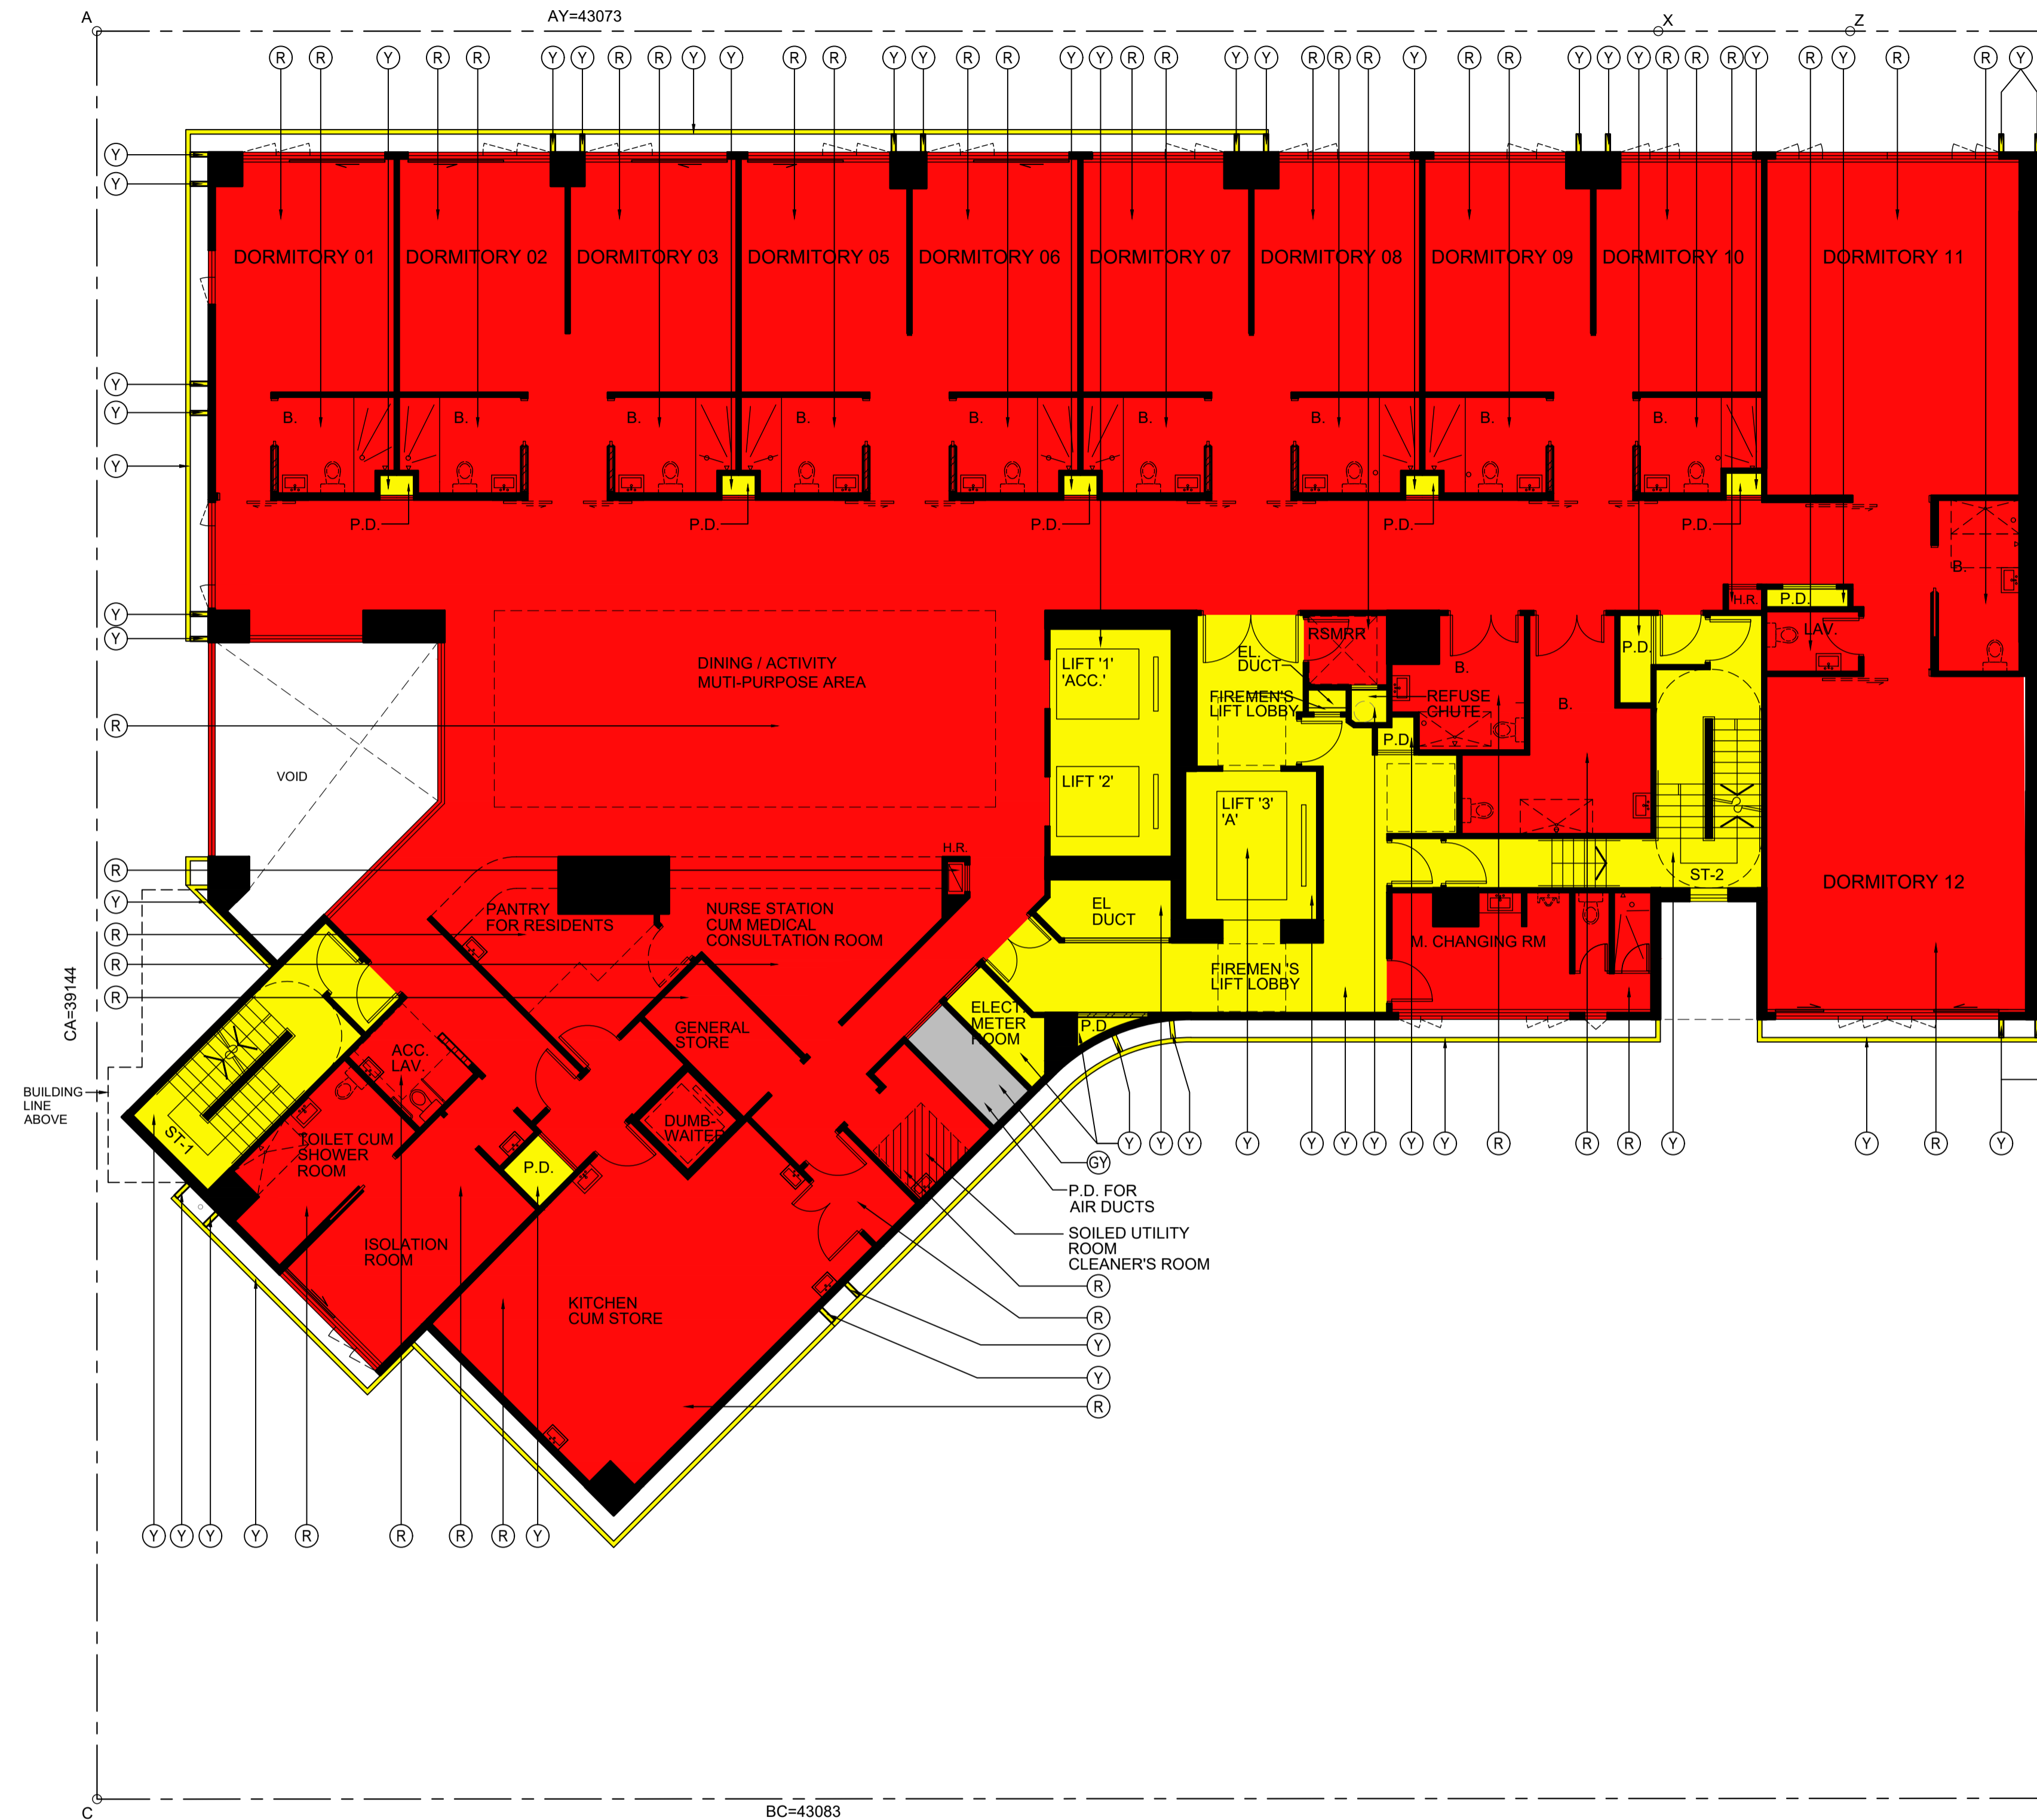 A
AY=43073
X
Z
R
R
Y
R
R
Y
Y
R
R
Y
Y
R
R
Y
Y
R
R
Y
Y
R
R
Y
Y
R
R
R
Y
R
R
Y
Y
Y
R
R
R
Y
R
Y
R
R
Y
Y
Y
DORMITORY 01
DORMITORY 02
DORMITORY 03
DORMITORY 05
DORMITORY 06
DORMITORY 07
DORMITORY 08
DORMITORY 09
DORMITORY 10
DORMITORY 11
Y
Y
Y
B.
B.
B.
B.
B.
B.
B.
B.
B.
P.D.
P.D.
P.D.
P.D.
P.D.
B.
Y
Y
H.R.
P.D.
LAV.
DINING / ACTIVITY
MUTI-PURPOSE AREA
LIFT '1'
'ACC.'
LIFT '2'
EL.
DUCT
RSMRR
FIREMEN'S
LIFT LOBBY
REFUSE
CHUTE
B.
B.
P.D.
P.D.
R
VOID
LIFT '3'
'A'
H.R.
R
Y
R
R
R
PANTRY
FOR RESIDENTS
NURSE STATION
CUM MEDICAL
CONSULTATION ROOM
EL
DUCT
ST-2
DORMITORY 12
M. CHANGING RM
FIREMEN 'S
LIFT LOBBY
CA=39144
GENERAL
STORE
ELECT.
METER
ROOM
P.D.
BUILDING
LINE
ABOVE
ACC.
LAV.
ST-1
TOILET CUM
SHOWER
ROOM
DUMB-
WAITER
P.D.
Y
Y
Y
Y
Y
Y
Y
Y
Y
R
R
R
Y
Y
R
Y
GY
P.D. FOR
AIR DUCTS
SOILED UTILITY
ROOM
CLEANER'S ROOM
ISOLATION
ROOM
KITCHEN
CUM STORE
R
R
Y
Y
R
Y
Y
Y
Y
R
R
R
R
Y
C
BC=43083